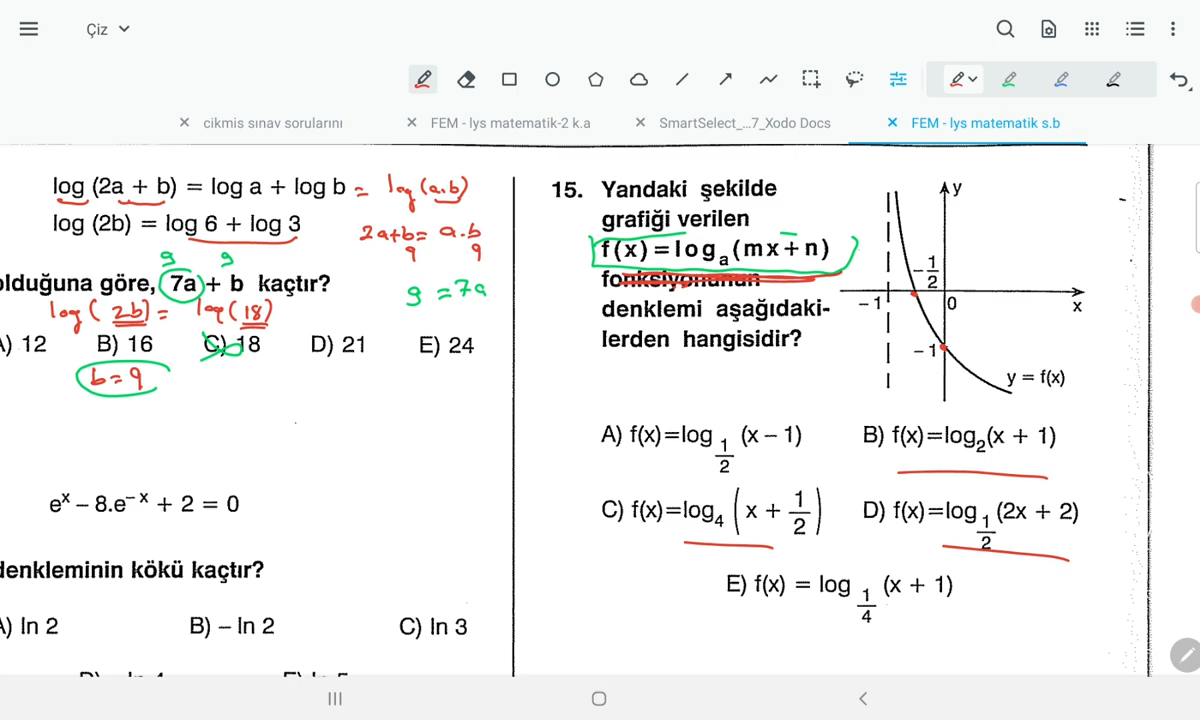 Çiz
cikmis sınav sorularını
FEM - lys matematik-2 k.a
SmartSelect_...7_Xodo Docs
FEM - lys matematik s.b
log (2a + b) = log a + log b = log (a.b)
log (2b) = log 6 + log 3
2a+b = a.b
9 9
9 9
olduğuna göre, 7a + b kaçtır?
9 = 7a
log ( 2b) = log (18)
A) 12 B) 16 C) 18 D) 21 E) 24
b = 9
e^x – 8.e^–x + 2 = 0
denkleminin kökü kaçtır?
A) ln 2 B) – ln 2 C) ln 3
15. Yandaki şekilde
grafiği verilen
f(x) = log_a (mx + n)
fonksiyonunun
denklemi aşağıdaki-
lerden hangisidir?
y
–1/2
–1 0 x
–1
y = f(x)
A) f(x)=log_1/2 (x – 1) B) f(x)=log_2(x + 1)
C) f(x)=log_4 (x + 1/2) D) f(x)=log_1/2 (2x + 2)
E) f(x) = log_1/4 (x + 1)